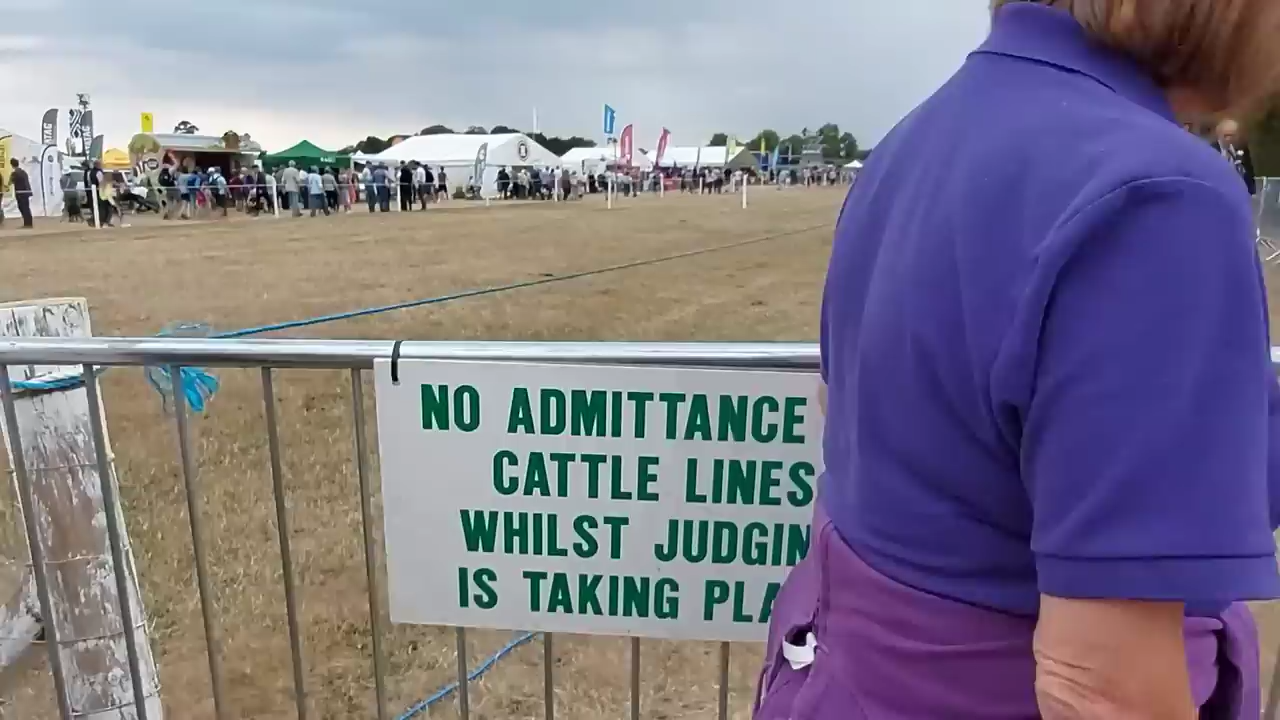 NO ADMITTANCE
CATTLE LINES
WHILST JUDGIN
IS TAKING PLA